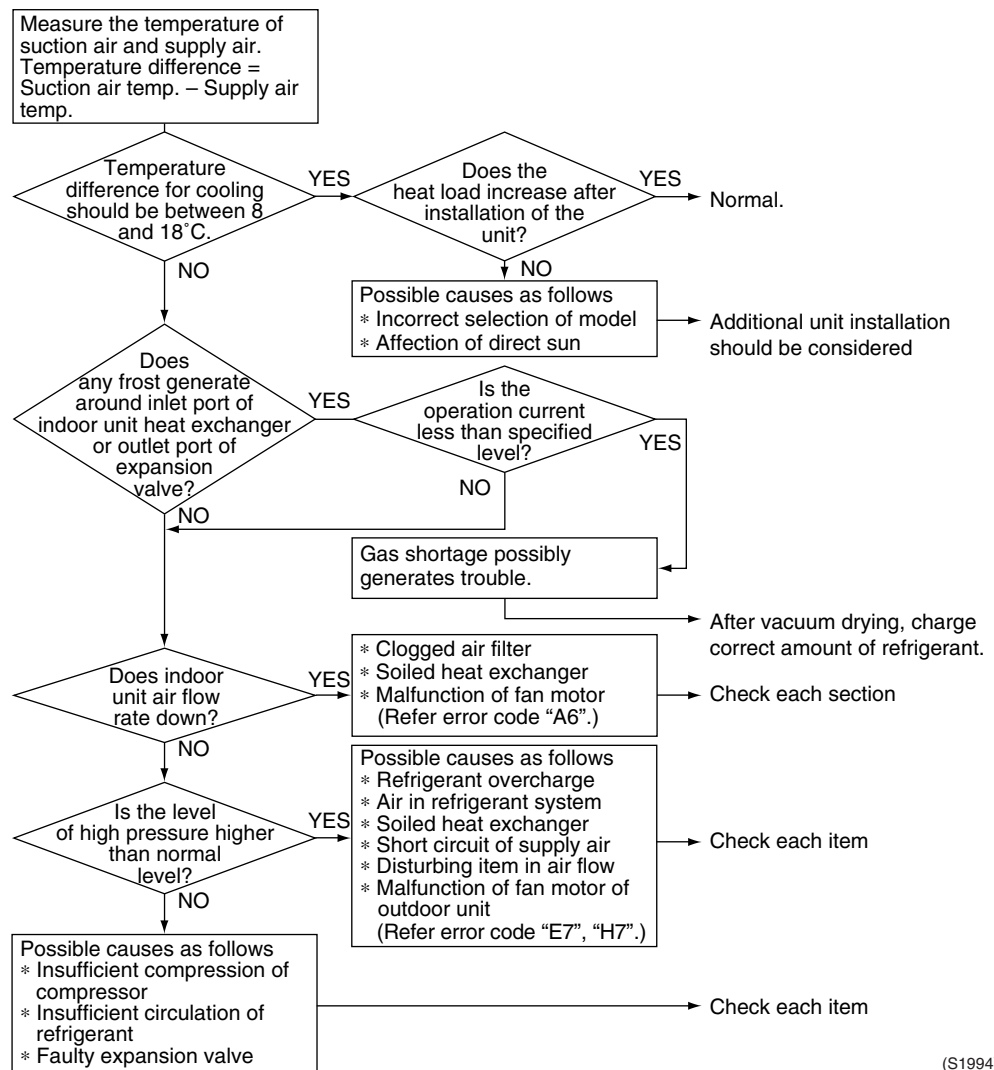 Measure the temperature of
suction air and supply air.
Temperature difference =
Suction air temp. – Supply air
temp.
Temperature
difference for cooling
should be between 8
and 18˚C.
YES
NO
Does the
heat load increase after
installation of the
unit?
YES
Normal.
NO
Possible causes as follows
∗ Incorrect selection of model
∗ Affection of direct sun
Additional unit installation
should be considered
Does
any frost generate
around inlet port of
indoor unit heat exchanger
or outlet port of
expansion
valve?
YES
NO
Is the
operation current
less than specified
level?
YES
NO
Gas shortage possibly
generates trouble.
After vacuum drying, charge
correct amount of refrigerant.
Does indoor
unit air flow
rate down?
YES
NO
∗ Clogged air filter
∗ Soiled heat exchanger
∗ Malfunction of fan motor
(Refer error code “A6”.)
Check each section
Is the level
of high pressure higher
than normal
level?
YES
NO
Possible causes as follows
∗ Refrigerant overcharge
∗ Air in refrigerant system
∗ Soiled heat exchanger
∗ Short circuit of supply air
∗ Disturbing item in air flow
∗ Malfunction of fan motor of
outdoor unit
(Refer error code “E7”, “H7”.)
Check each item
Possible causes as follows
∗ Insufficient compression of
compressor
∗ Insufficient circulation of
refrigerant
∗ Faulty expansion valve
Check each item
(S1994